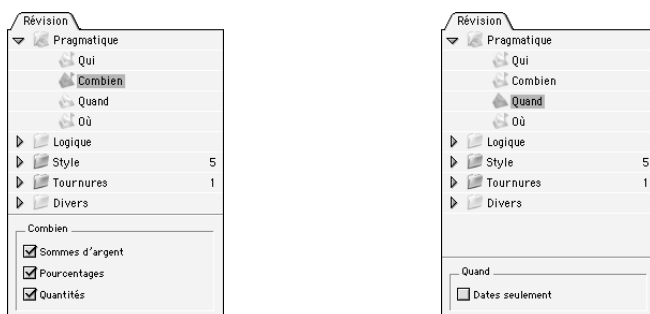 Révision
Pragmatique
Qui
Combien
Quand
Où
Logique
Style 5
Tournures 1
Divers
Combien
Sommes d'argent
Pourcentages
Quantités
Révision
Pragmatique
Qui
Combien
Quand
Où
Logique
Style 5
Tournures 1
Divers
Quand
Dates seulement